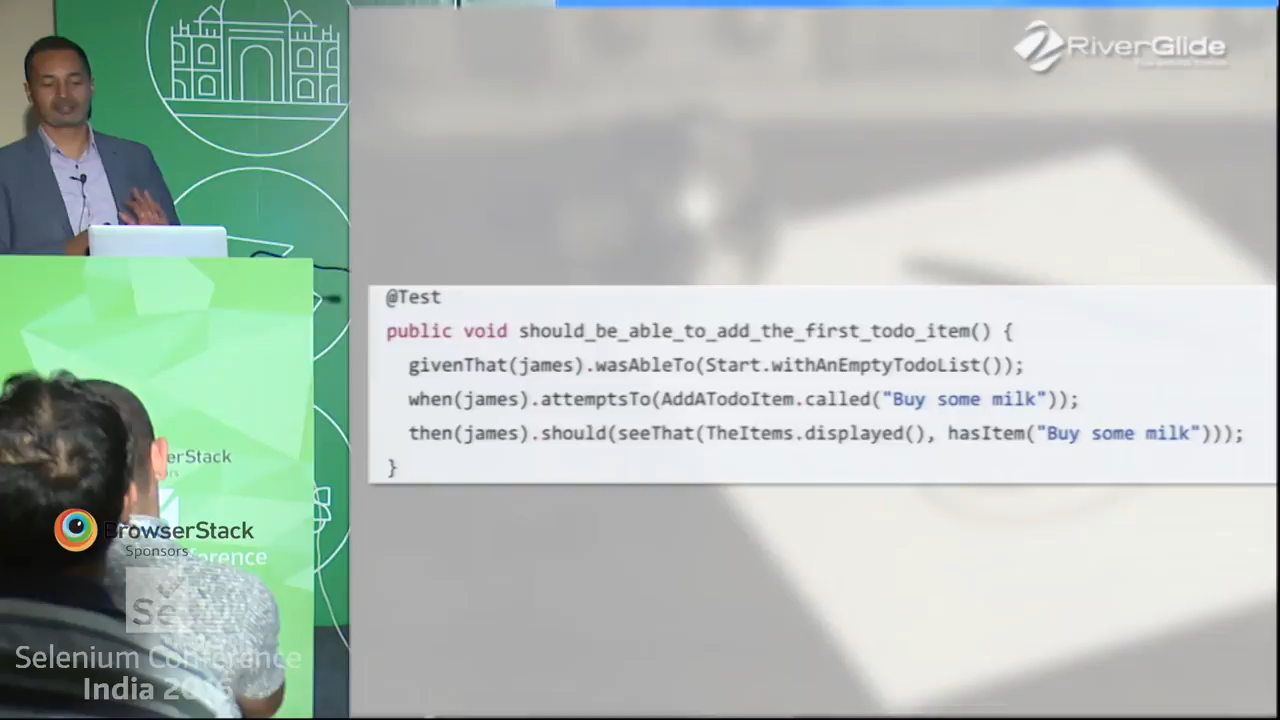 RiverGlide
@Test
public void should_be_able_to_add_the_first_todo_item() {
givenThat(james).wasAbleTo(Start.withAnEmptyTodoList());
when(james).attemptsTo(AddATodoItem.called("Buy some milk"));
then(james).should(seeThat(TheItems.displayed(), hasItem("Buy some milk")));
}
BrowserStack
Sponsors
Selenium Conference
India